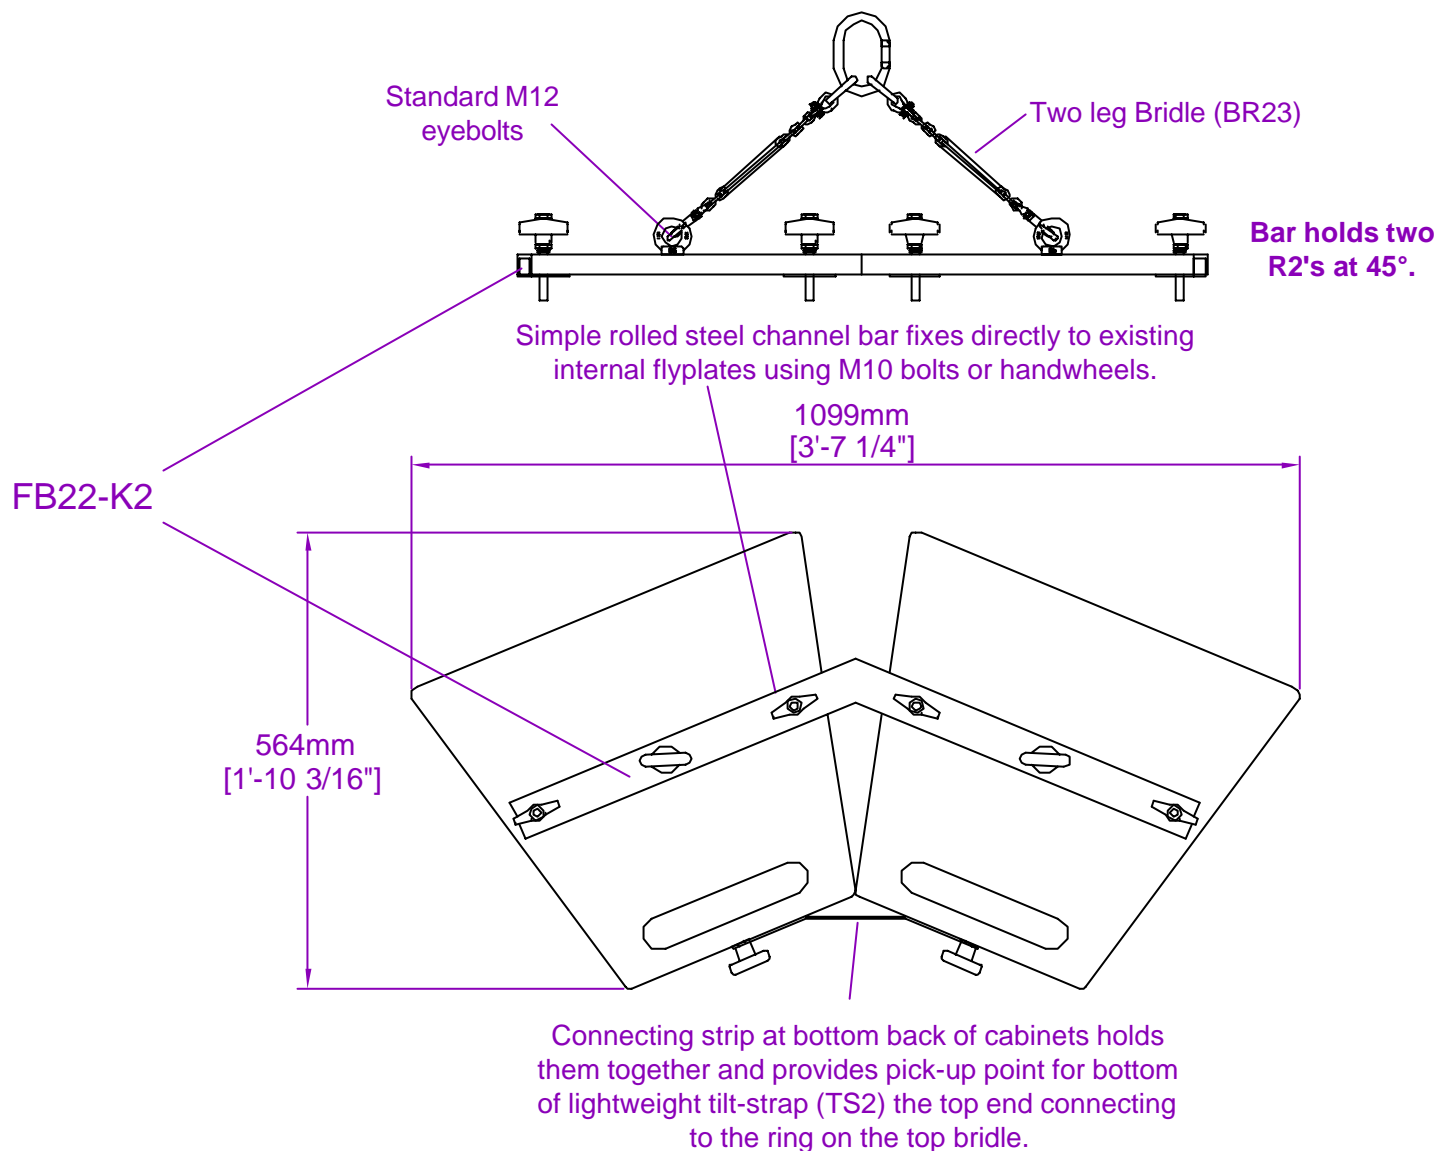 Standard M12
eyebolts
Two leg Bridle (BR23)
Bar holds two
R2's at 45°.
Simple rolled steel channel bar fixes directly to existing
internal flyplates using M10 bolts or handwheels.
1099mm
[3'-7 1/4"]
FB22-K2
564mm
[1'-10 3/16"]
Connecting strip at bottom back of cabinets holds
them together and provides pick-up point for bottom
of lightweight tilt-strap (TS2) the top end connecting
to the ring on the top bridle.